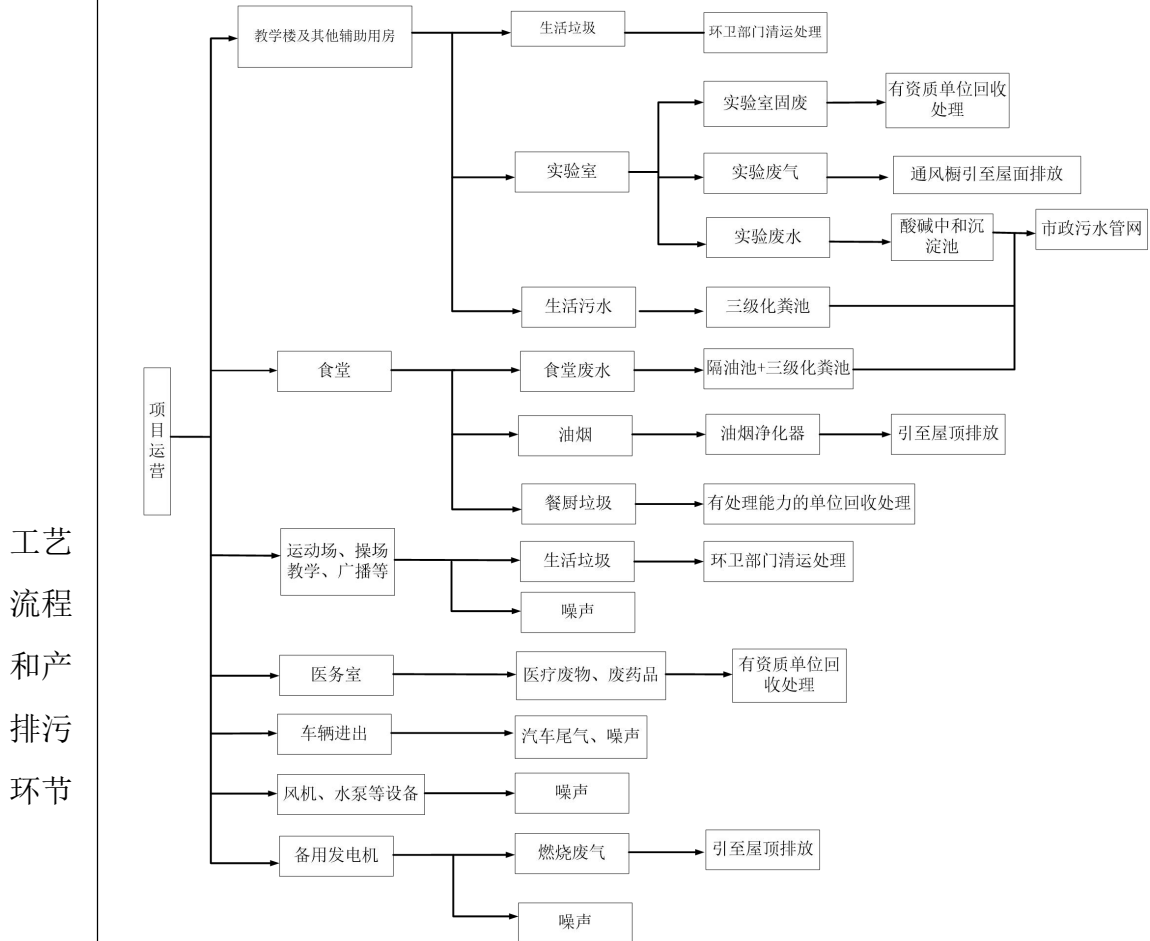 教学楼及其他辅助用房
生活垃圾
环卫部门清运处理
实验室
实验室固废
有资质单位回收
处理
实验废气
通风橱引至屋面排放
实验废水
酸碱中和沉
淀池
市政污水管网
生活污水
三级化粪池
项
目
运
营
食堂
食堂废水
隔油池+三级化粪池
油烟
油烟净化器
引至屋顶排放
餐厨垃圾
有处理能力的单位回收处理
运动场、操场
教学、广播等
生活垃圾
环卫部门清运处理
噪声
医务室
医疗废物、废药品
有资质单位回
收处理
车辆进出
汽车尾气、噪声
风机、水泵等设备
噪声
备用发电机
燃烧废气
引至屋顶排放
噪声
工艺
流程
和产
排污
环节